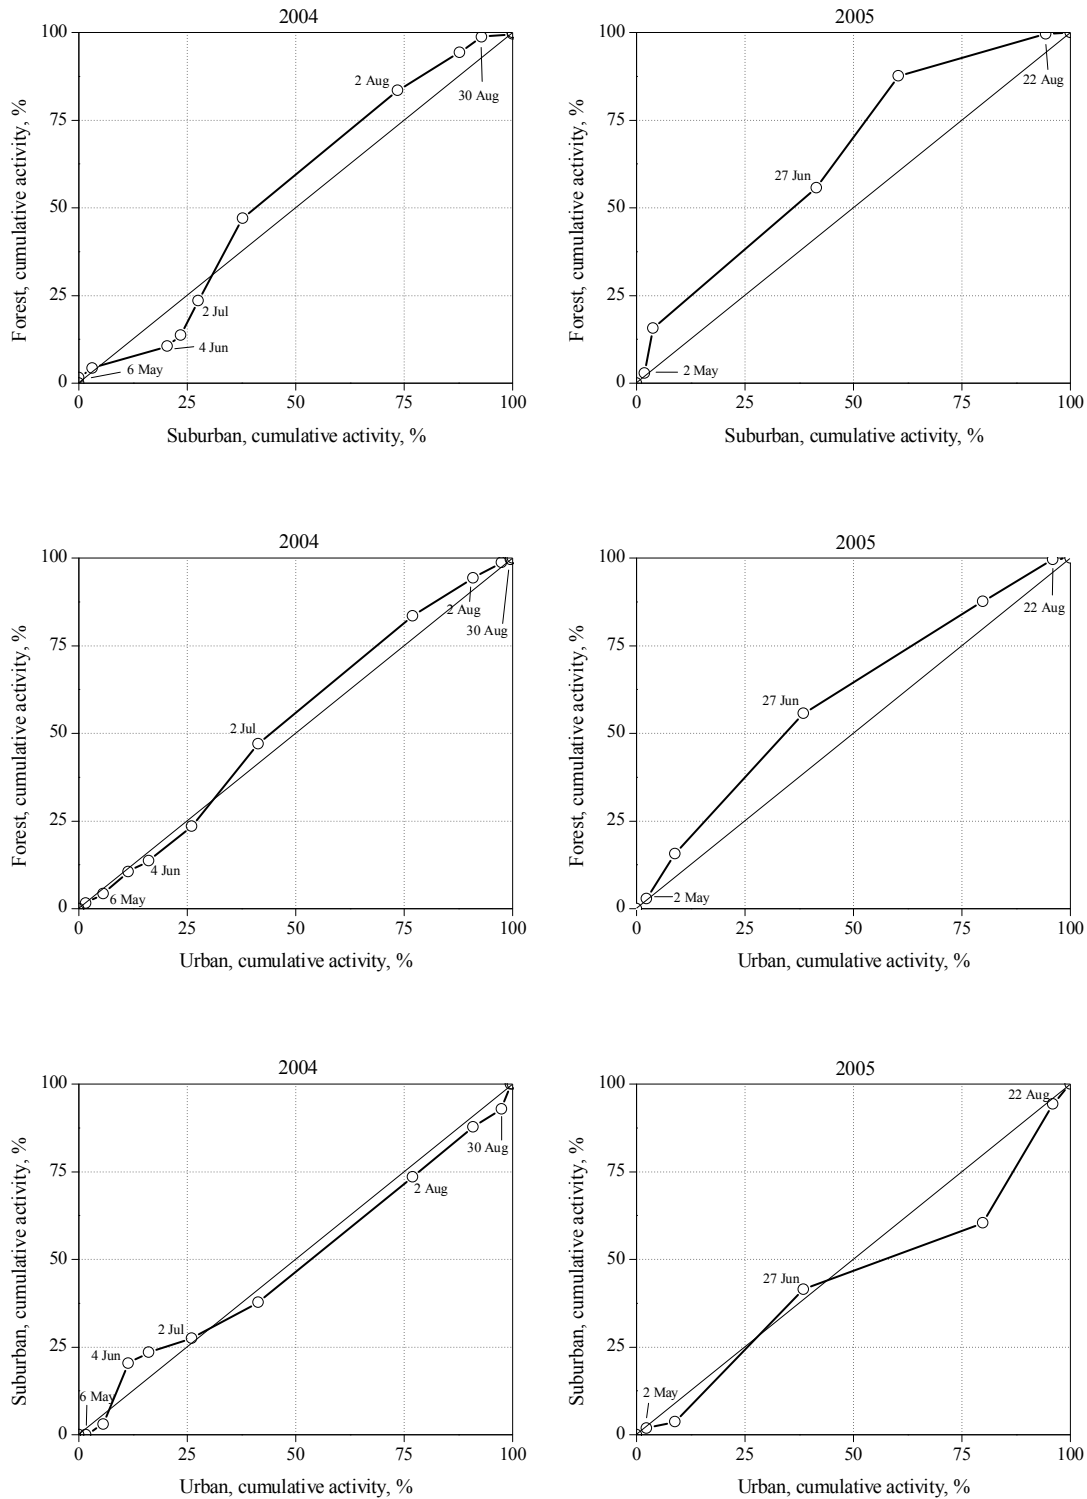 2004
100
75
50
25
0
Forest, cumulative activity, %
2 Aug
30 Aug
2 Jul
4 Jun
6 May
0 25 50 75 100
Suburban, cumulative activity, %
2005
100
75
50
25
0
Forest, cumulative activity, %
22 Aug
27 Jun
2 May
0 25 50 75 100
Suburban, cumulative activity, %
2004
100
75
50
25
0
Forest, cumulative activity, %
2 Aug
30 Aug
2 Jul
4 Jun
6 May
0 25 50 75 100
Urban, cumulative activity, %
2005
100
75
50
25
0
Forest, cumulative activity, %
22 Aug
27 Jun
2 May
0 25 50 75 100
Urban, cumulative activity, %
2004
100
75
50
25
0
Suburban, cumulative activity, %
30 Aug
2 Aug
2 Jul
4 Jun
6 May
0 25 50 75 100
Urban, cumulative activity, %
2005
100
75
50
25
0
Suburban, cumulative activity, %
22 Aug
27 Jun
2 May
0 25 50 75 100
Urban, cumulative activity, %